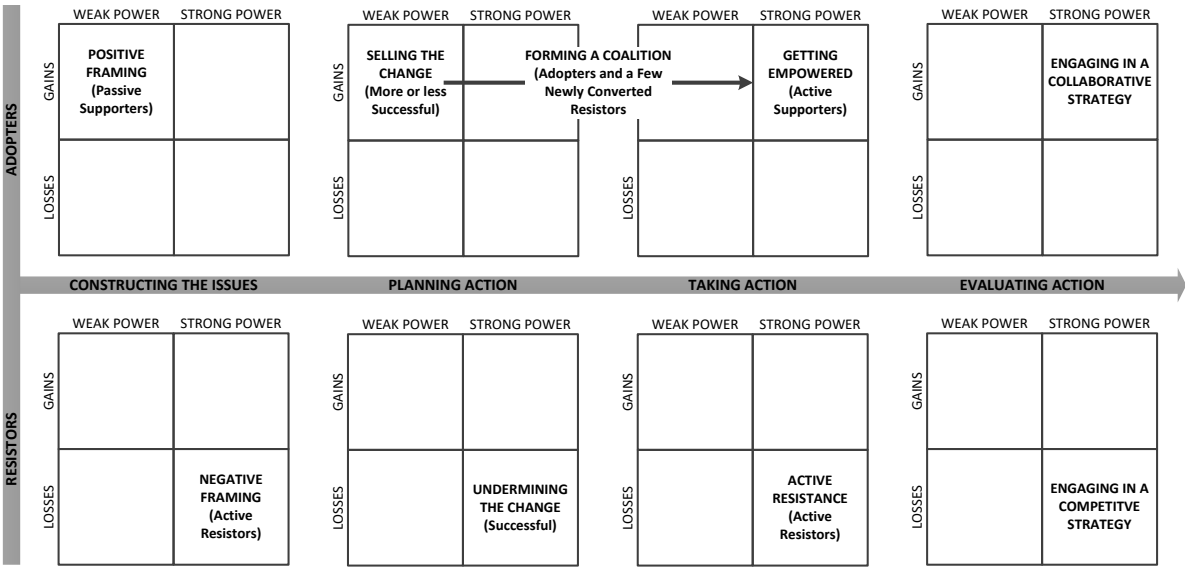 WEAK POWER STRONG POWER
GAINS
LOSSES
POSITIVE
FRAMING
(Passive
Supporters)
WEAK POWER STRONG POWER
GAINS
LOSSES
SELLING THE
CHANGE
(More or less
Successful)
FORMING A COALITION
(Adopters and a Few
Newly Converted
Resistors
WEAK POWER STRONG POWER
GAINS
LOSSES
GETTING
EMPOWERED
(Active
Supporters)
WEAK POWER STRONG POWER
GAINS
LOSSES
ENGAGING IN A
COLLABORATIVE
STRATEGY
ADOPTERS
CONSTRUCTING THE ISSUES
PLANNING ACTION
TAKING ACTION
EVALUATING ACTION
RESISTORS
WEAK POWER STRONG POWER
GAINS
LOSSES
NEGATIVE
FRAMING
(Active
Resistors)
WEAK POWER STRONG POWER
GAINS
LOSSES
UNDERMINING
THE CHANGE
(Successful)
WEAK POWER STRONG POWER
GAINS
LOSSES
ACTIVE
RESISTANCE
(Active
Resistors)
WEAK POWER STRONG POWER
GAINS
LOSSES
ENGAGING IN A
COMPETITVE
STRATEGY